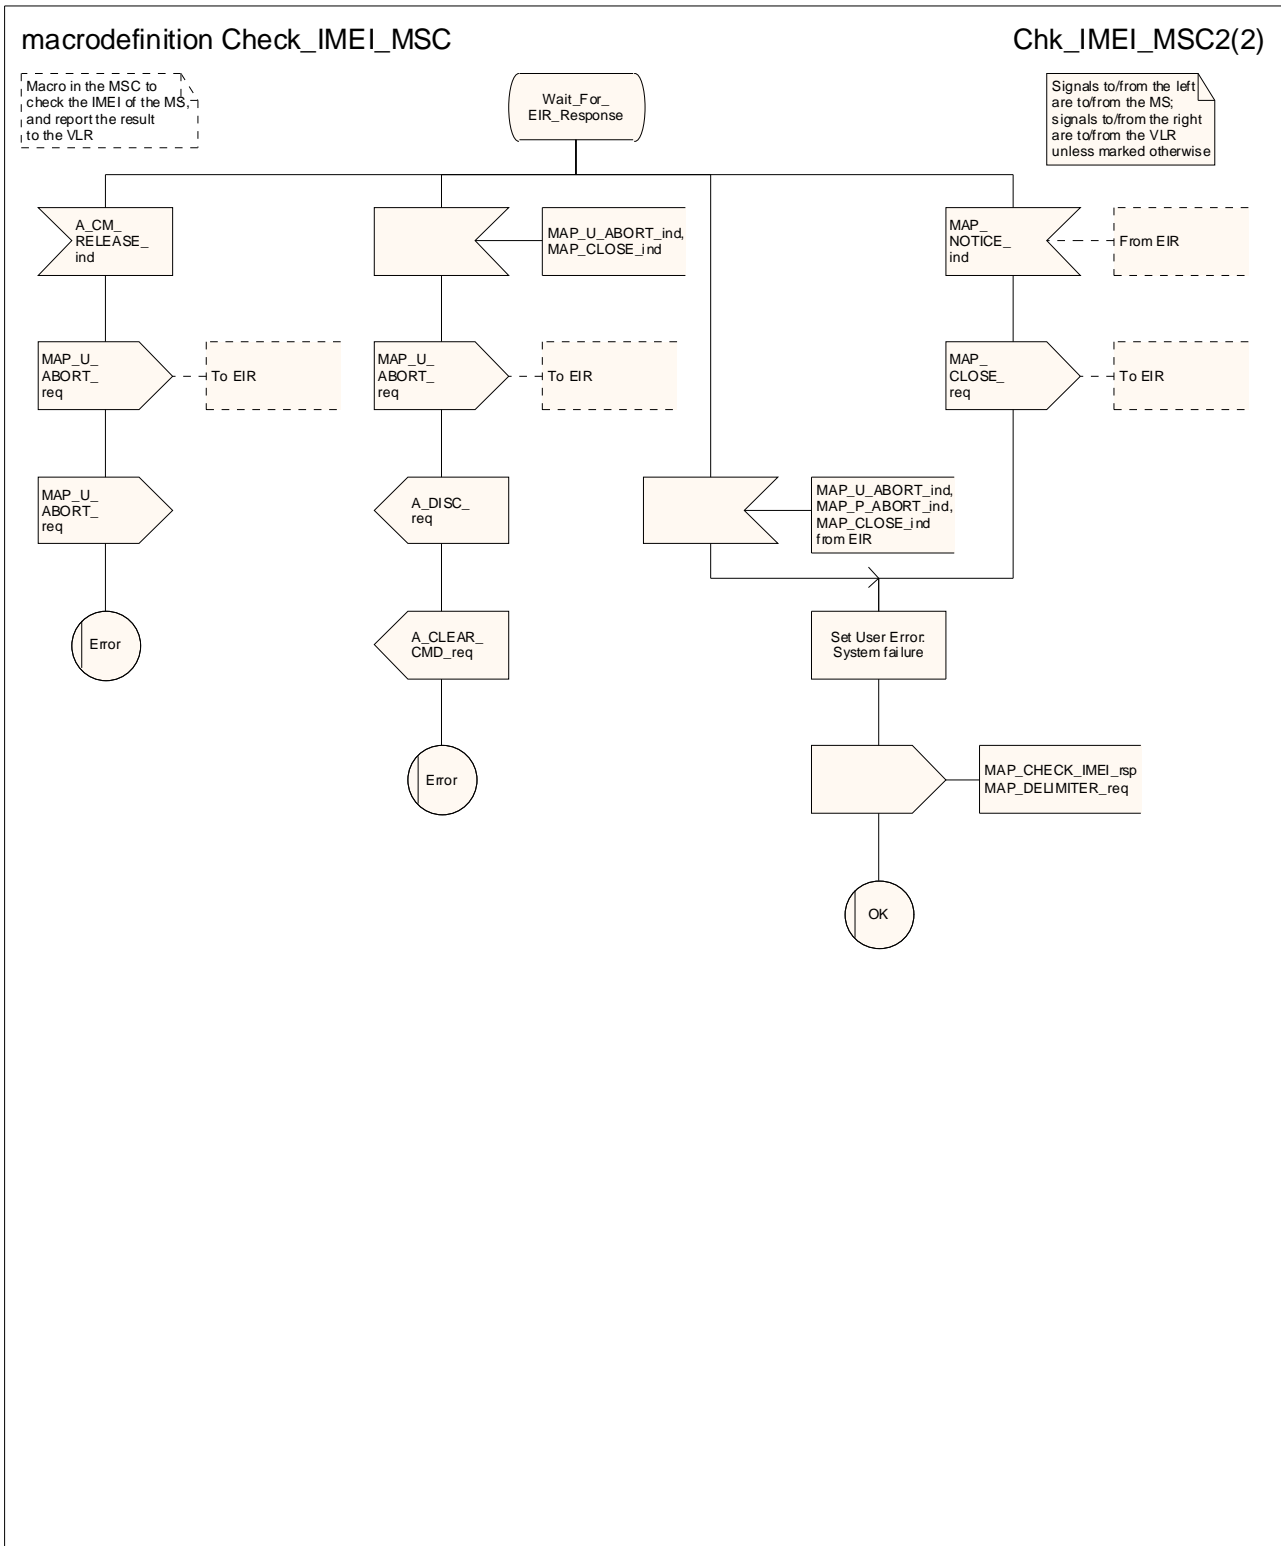 macrodefinition Check_IMEI_MSC
Chk_IMEI_MSC2(2)
Macro in the MSC to
check the IMEI of the MS,
and report the result
to the VLR
Wait_For_
EIR_Response
Signals to/from the left
are to/from the MS;
signals to/from the right
are to/from the VLR
unless marked otherwise
A_CM_
RELEASE_
ind
MAP_U_ABORT_ind,
MAP_CLOSE_ind
MAP_
NOTICE_
ind
From EIR
MAP_U_
ABORT_
req
To EIR
MAP_U_
ABORT_
req
To EIR
MAP_
CLOSE_
req
To EIR
MAP_U_
ABORT_
req
A_DISC_
req
MAP_U_ABORT_ind,
MAP_P_ABORT_ind,
MAP_CLOSE_ind
from EIR
Error
A_CLEAR_
CMD_req
Set User Error:
System failure
Error
MAP_CHECK_IMEI_rsp
MAP_DELIMITER_req
OK